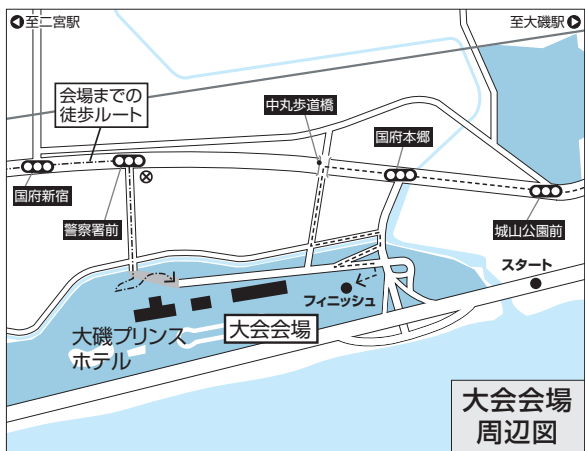 至二宮駅
至大磯駅
会場までの
徒歩ルート
中丸歩道橋
国府本郷
国府新宿
警察署前
城山公園前
スタート
フィニッシュ
大会会場
大磯プリンス
ホテル
大会会場
周辺図